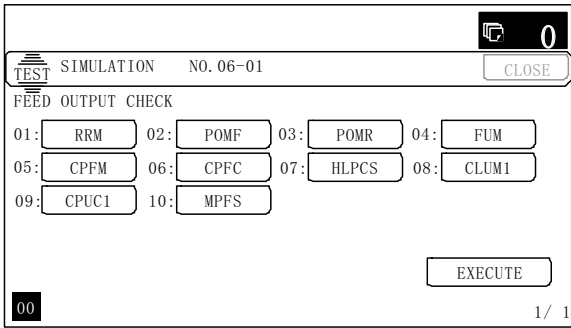 0
TEST SIMULATION NO.06-01 CLOSE
FEED OUTPUT CHECK
01: RRM 02: POMF 03: POMR 04: FUM
05: CPFM 06: CPFC 07: HLPCS 08: CLUM1
09: CPUC1 10: MPFS
EXECUTE
00 1/ 1